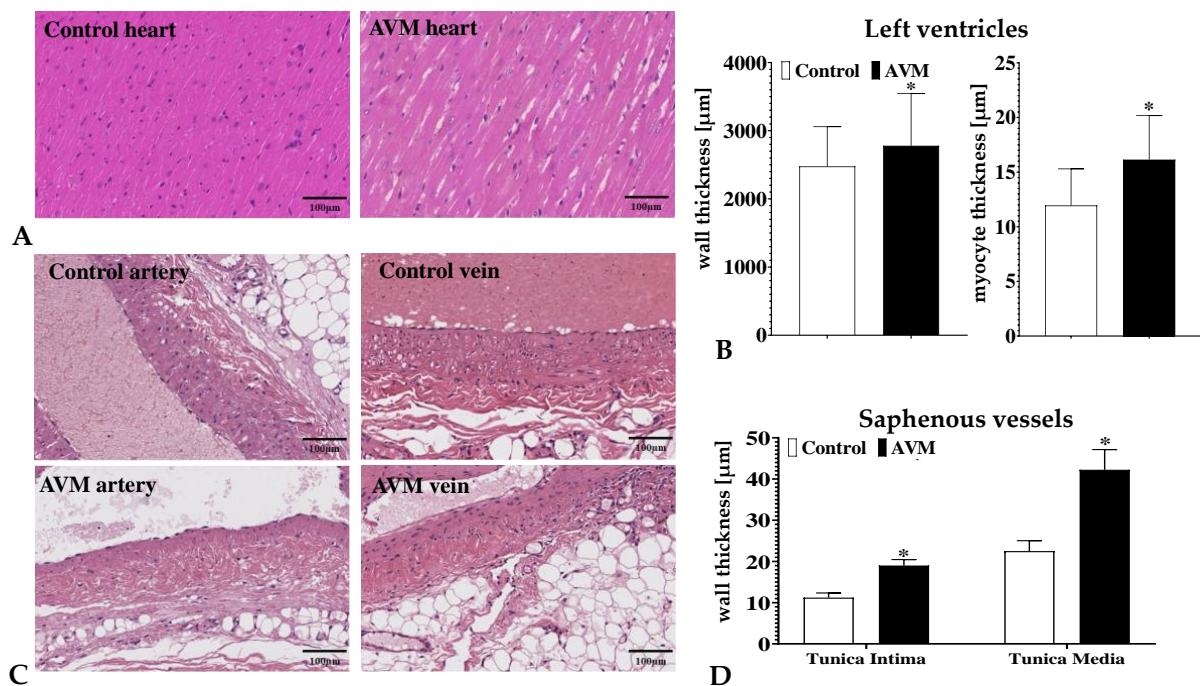 Control heart
AVM heart
100μm
100μm
A
Left ventricles
Control AVM
wall thickness [μm]
4000
3000
2000
1000
0
*
myocyte thickness [μm]
25
20
15
10
5
0
*
B
Control artery
Control vein
100μm
100μm
AVM artery
AVM vein
100μm
100μm
C
Saphenous vessels
Control AVM
wall thickness [μm]
50
40
30
20
10
0
*
*
Tunica Intima
Tunica Media
D